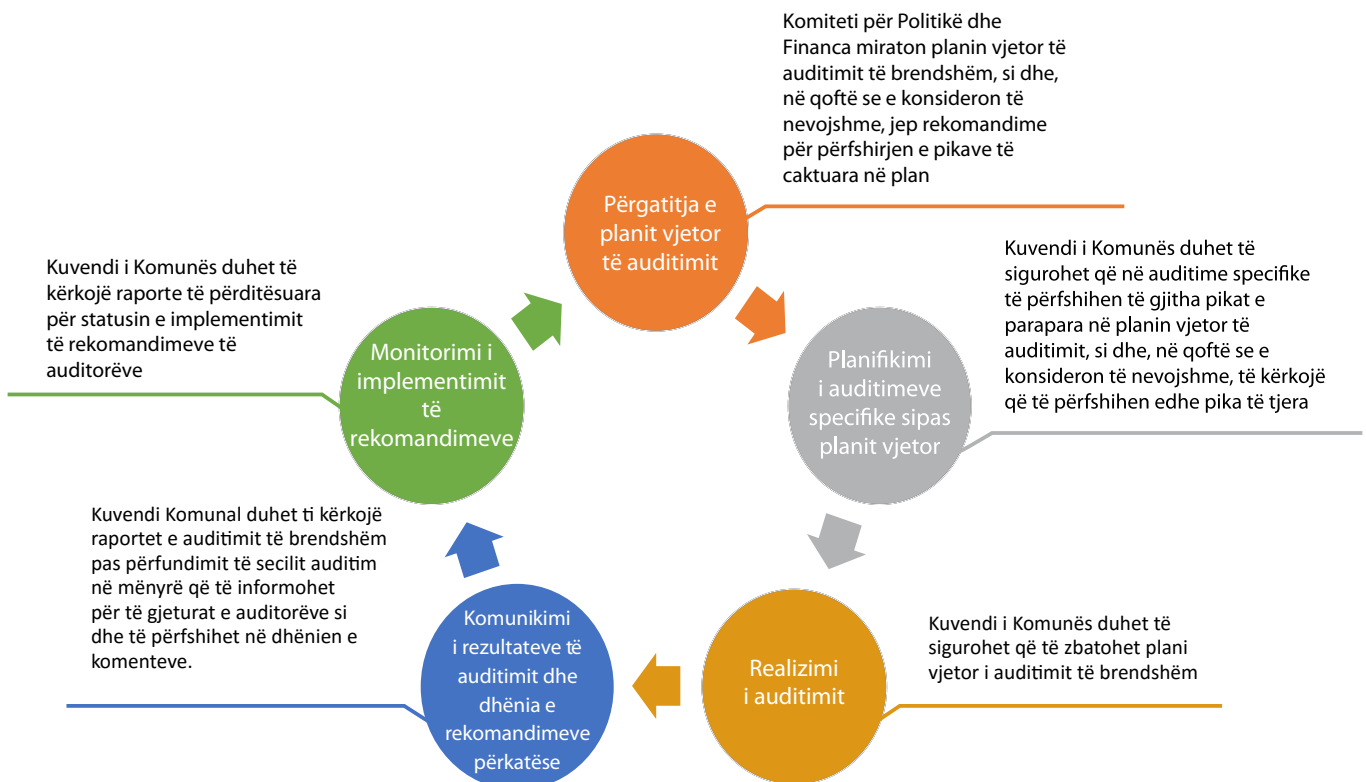 Komiteti për Politikë dhe
Financa miraton planin vjetor të
auditimit të brendshëm, si dhe,
në qoftë se e konsideron të
nevojshme, jep rekomandime
për përfshirjen e pikave të
caktuara në plan
Përgatitja e
planit vjetor
të auditimit
Kuvendi i Komunës duhet të
sigurohet që në auditime specifike
të përfshihen të gjitha pikat e
parapara në planin vjetor të
auditimit, si dhe, në qoftë se e
konsideron të nevojshme, të kërkojë
që të përfshihen edhe pika të tjera
Planifikimi
i auditimeve
specifike sipas
planit vjetor
Kuvendi i Komunës duhet të
sigurohet që të zbatohet plani
vjetor i auditimit të brendshëm
Realizimi
i auditimit
Kuvendi Komunal duhet ti kërkojë
raportet e auditimit të brendshëm
pas përfundimit të secilit auditim
në mënyrë që të informohet
për të gjeturat e auditorëve si
dhe të përfshihet në dhënien e
komenteve.
Komunikimi
i rezultateve të
auditimit dhe
dhënia e
rekomandimeve
përkatëse
Kuvendi i Komunës duhet të
kërkojë raporte të përditësuara
për statusin e implementimit
të rekomandimeve të
auditorëve
Monitorimi i
implementimit
të
rekomandimeve